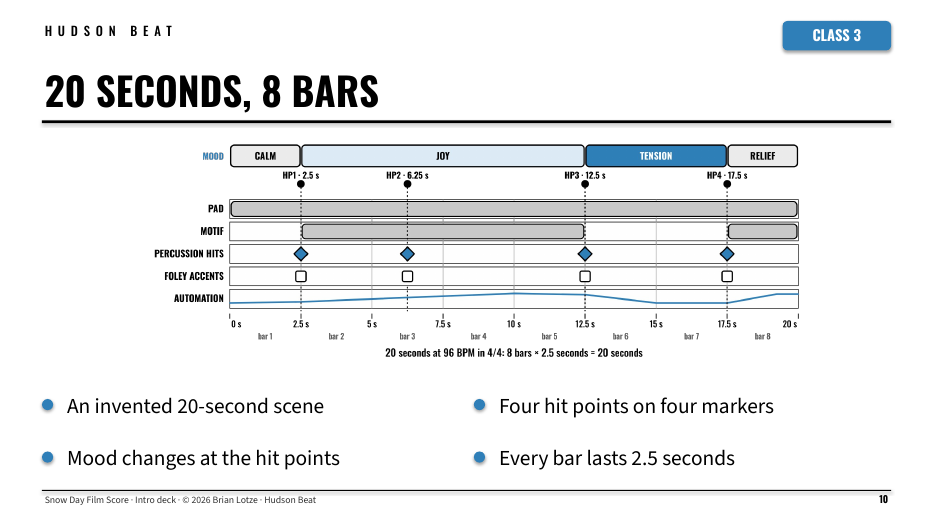 HUDSON BEAT
CLASS 3
20 SECONDS, 8 BARS
MOOD CALM JOY TENSION RELIEF
HP1 · 2.5 s HP2 · 6.25 s HP3 · 12.5 s HP4 · 17.5 s
PAD
MOTIF
PERCUSSION HITS
FOLEY ACCENTS
AUTOMATION
0 s 2.5 s 5 s 7.5 s 10 s 12.5 s 15 s 17.5 s 20 s
bar 1 bar 2 bar 3 bar 4 bar 5 bar 6 bar 7 bar 8
20 seconds at 96 BPM in 4/4: 8 bars × 2.5 seconds = 20 seconds
An invented 20-second scene
Four hit points on four markers
Mood changes at the hit points
Every bar lasts 2.5 seconds
Snow Day Film Score · Intro deck · © 2026 Brian Lotze · Hudson Beat
10